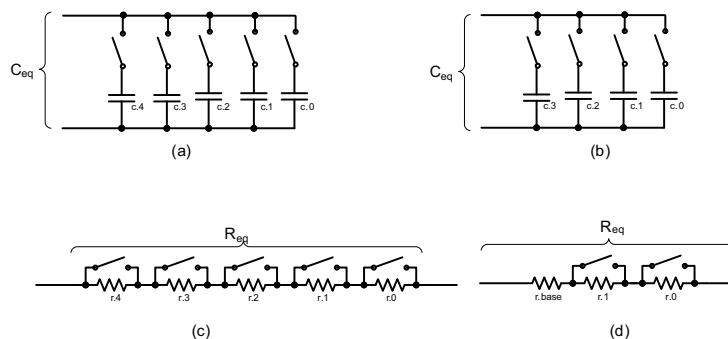 Ceq
c.4
c.3
c.2
c.1
c.0
(a)
Ceq
c.3
c.2
c.1
c.0
(b)
Req
r.4
r.3
r.2
r.1
r.0
(c)
Req
r.base
r.1
r.0
(d)